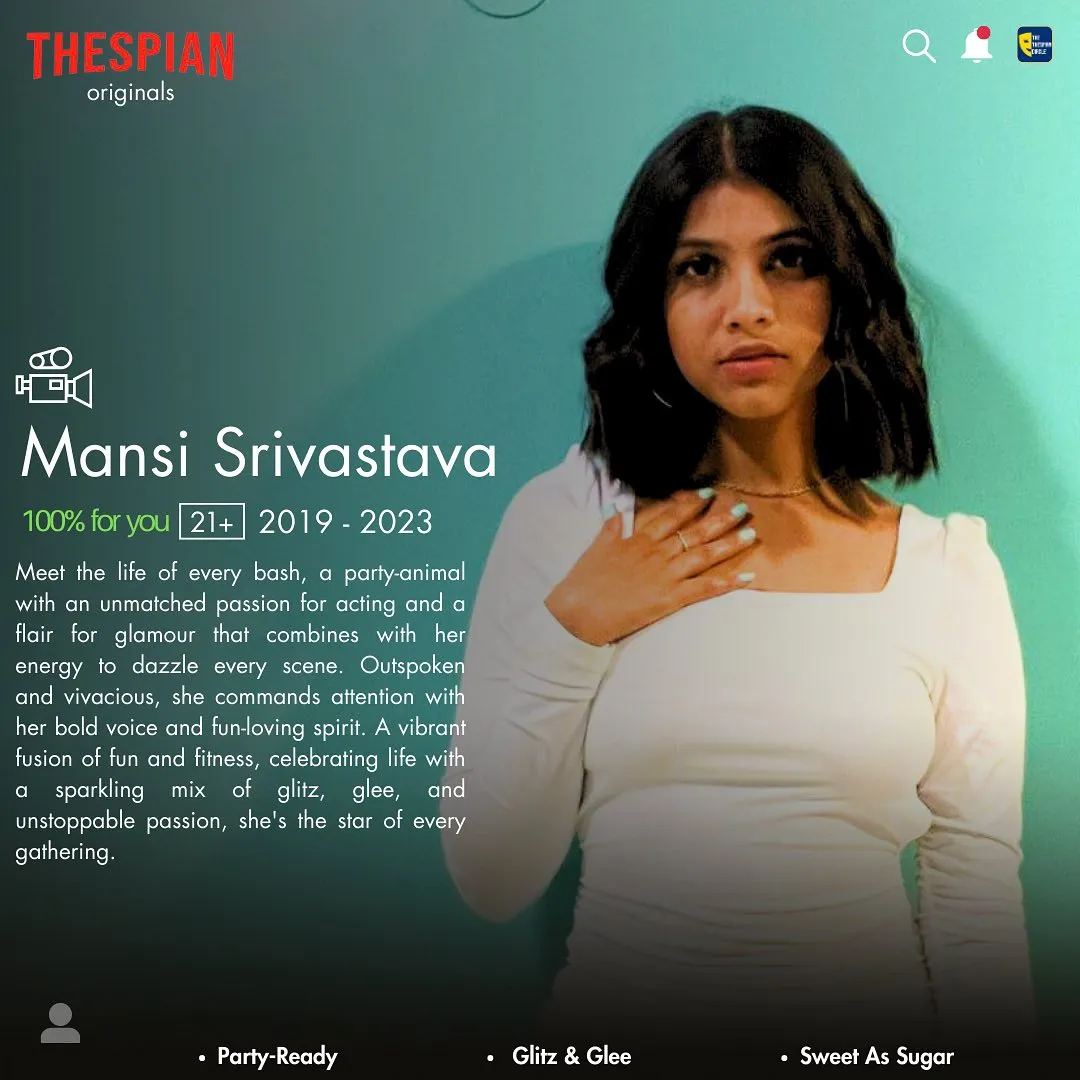 THESPIAN
originals
THE
THESPIAN
CIRCLE
Mansi Srivastava
100% for you 21+ 2019 - 2023
Meet the life of every bash, a party-animal
with an unmatched passion for acting and a
flair for glamour that combines with her
energy to dazzle every scene. Outspoken
and vivacious, she commands attention with
her bold voice and fun-loving spirit. A vibrant
fusion of fun and fitness, celebrating life with
a sparkling mix of glitz, glee, and
unstoppable passion, she's the star of every
gathering.
• Party-Ready • Glitz & Glee • Sweet As Sugar